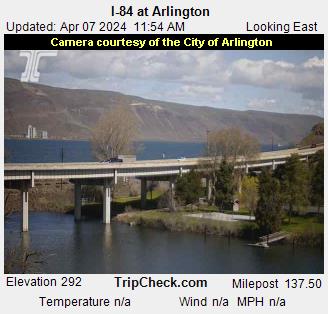 I-84 at Arlington
Updated: Apr 07 2024 11:54 AM Looking East
Camera courtesy of the City of Arlington
Elevation 292 TripCheck.com Milepost 137.50
Temperature n/a Wind n/a MPH n/a